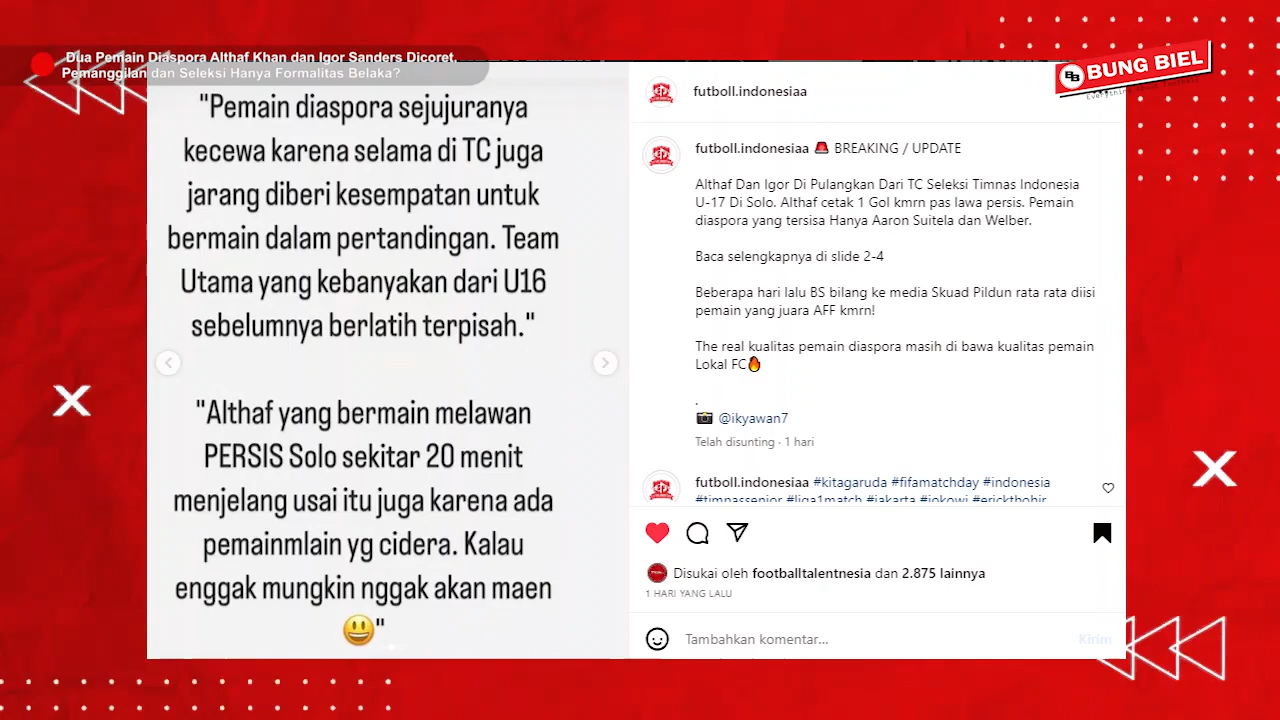 Dua Pemain Diaspora Althaf Khan dan Igor Sanders Dicoret,
Pemanggilan dan Seleksi Hanya Formalitas Belaka?
BB BUNG BIEL
"Pemain diaspora sejujuranya
kecewa karena selama di TC juga
jarang diberi kesempatan untuk
bermain dalam pertandingan. Team
Utama yang kebanyakan dari U16
sebelumnya berlatih terpisah."
"Althaf yang bermain melawan
PERSIS Solo sekitar 20 menit
menjelang usai itu juga karena ada
pemainmlain yg cidera. Kalau
enggak mungkin nggak akan maen
😃"
futboll.indonesiaa
futboll.indonesiaa 🚨 BREAKING / UPDATE
Althaf Dan Igor Di Pulangkan Dari TC Seleksi Timnas Indonesia
U-17 Di Solo. Althaf cetak 1 Gol kmrn pas lawa persis. Pemain
diaspora yang tersisa Hanya Aaron Suitela dan Welber.
Baca selengkapnya di slide 2-4
Beberapa hari lalu BS bilang ke media Skuad Pildun rata rata diisi
pemain yang juara AFF kmrn!
The real kualitas pemain diaspora masih di bawa kualitas pemain
Lokal FC🔥
.
📷 @ikyawan7
Telah disunting · 1 hari
futboll.indonesiaa #kitagaruda #fifamatchday #indonesia
#timnassenior #liga1match #jakarta #jokowi #erickthohir
Disukai oleh footballtalentnesia dan 2.875 lainnya
1 HARI YANG LALU
Tambahkan komentar...
Kirim